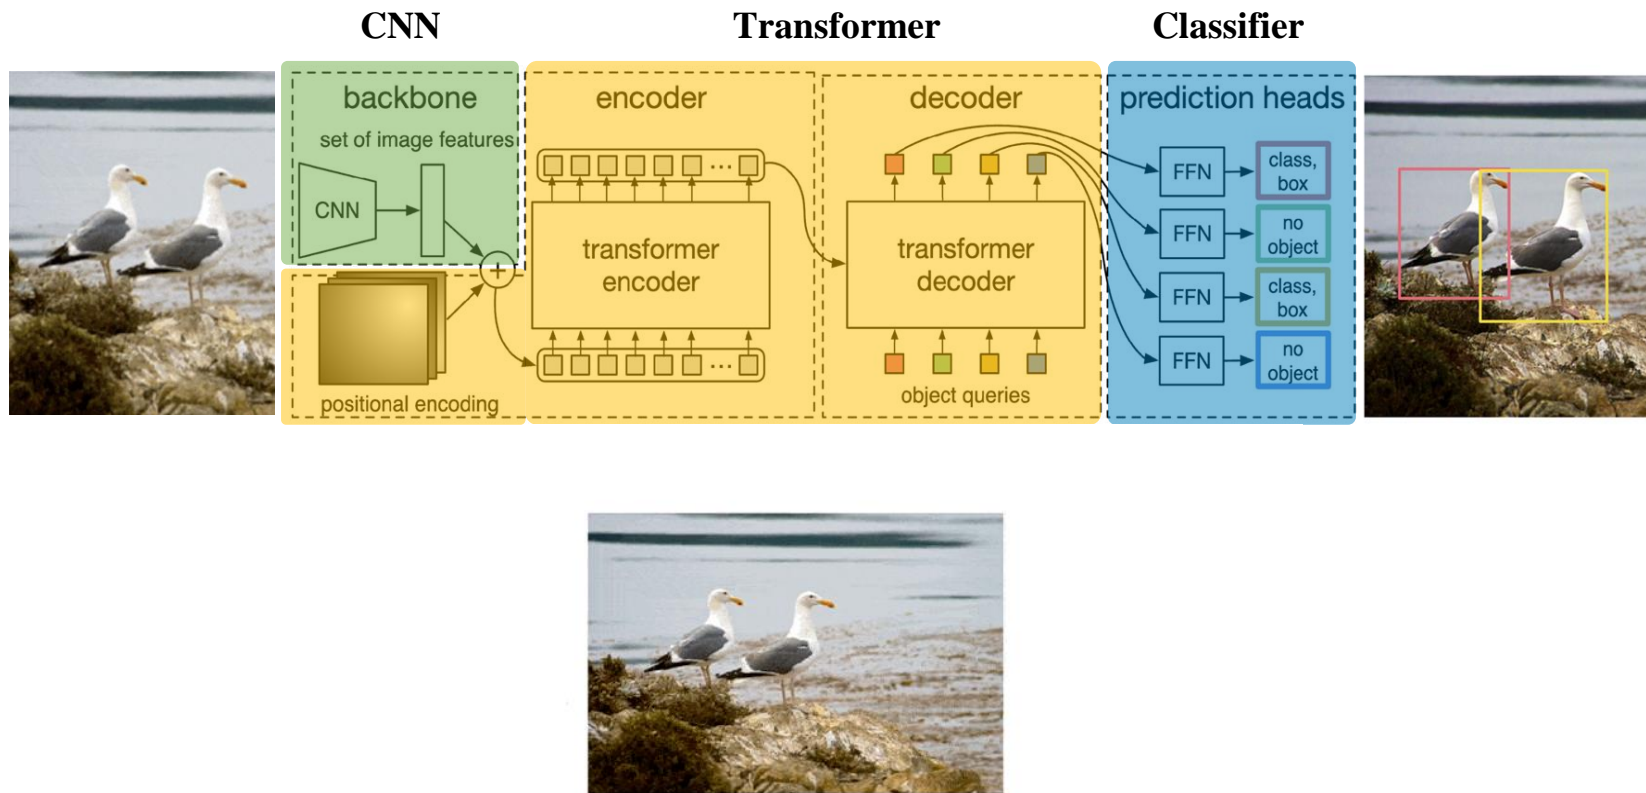 CNN
Transformer
Classifier
backbone
set of image features
CNN
+
positional encoding
encoder
...
transformer
encoder
...
decoder
transformer
decoder
object queries
prediction heads
FFN
class,
box
FFN
no
object
FFN
class,
box
FFN
no
object